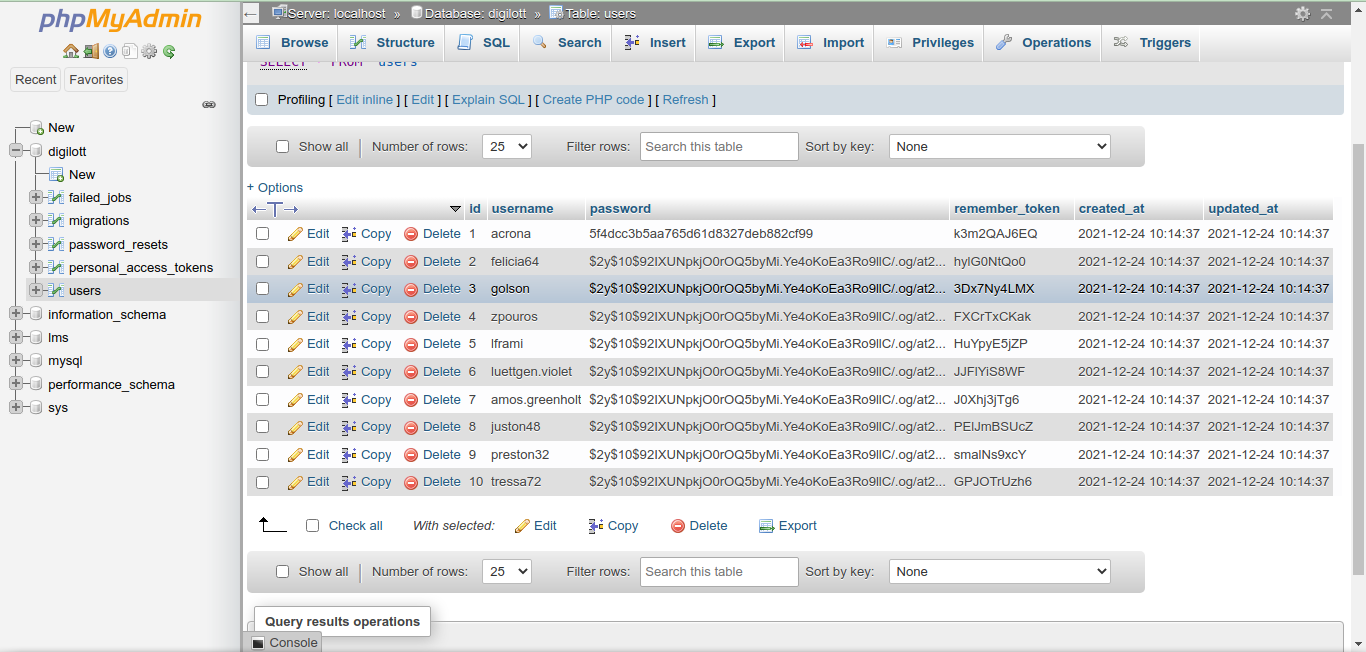 phpMyAdmin
Recent Favorites
New
digilott
New
failed_jobs
migrations
password_resets
personal_access_tokens
users
information_schema
lms
mysql
performance_schema
sys
Server: localhost » Database: digilott » Table: users
Browse Structure SQL Search Insert Export Import Privileges Operations Triggers
SELECT * FROM `users`
Profiling [ Edit inline ] [ Edit ] [ Explain SQL ] [ Create PHP code ] [ Refresh ]
Show all | Number of rows: 25 Filter rows: Search this table Sort by key: None
+ Options
←T→ id username password remember_token created_at updated_at
Edit Copy Delete 1 acrona 5f4dcc3b5aa765d61d8327deb882cf99 k3m2QAJ6EQ 2021-12-24 10:14:37 2021-12-24 10:14:37
Edit Copy Delete 2 felicia64 $2y$10$92IXUNpkjO0rOQ5byMi.Ye4oKoEa3Ro9llC/.og/at2... hylG0NtQo0 2021-12-24 10:14:37 2021-12-24 10:14:37
Edit Copy Delete 3 golson $2y$10$92IXUNpkjO0rOQ5byMi.Ye4oKoEa3Ro9llC/.og/at2... 3Dx7Ny4LMX 2021-12-24 10:14:37 2021-12-24 10:14:37
Edit Copy Delete 4 zpouros $2y$10$92IXUNpkjO0rOQ5byMi.Ye4oKoEa3Ro9llC/.og/at2... FXCrTxCKak 2021-12-24 10:14:37 2021-12-24 10:14:37
Edit Copy Delete 5 lframi $2y$10$92IXUNpkjO0rOQ5byMi.Ye4oKoEa3Ro9llC/.og/at2... HuYpyE5jZP 2021-12-24 10:14:37 2021-12-24 10:14:37
Edit Copy Delete 6 luettgen.violet $2y$10$92IXUNpkjO0rOQ5byMi.Ye4oKoEa3Ro9llC/.og/at2... JJFlYiS8WF 2021-12-24 10:14:37 2021-12-24 10:14:37
Edit Copy Delete 7 amos.greenholt $2y$10$92IXUNpkjO0rOQ5byMi.Ye4oKoEa3Ro9llC/.og/at2... J0Xhj3jTg6 2021-12-24 10:14:37 2021-12-24 10:14:37
Edit Copy Delete 8 juston48 $2y$10$92IXUNpkjO0rOQ5byMi.Ye4oKoEa3Ro9llC/.og/at2... PElJmBSUcZ 2021-12-24 10:14:37 2021-12-24 10:14:37
Edit Copy Delete 9 preston32 $2y$10$92IXUNpkjO0rOQ5byMi.Ye4oKoEa3Ro9llC/.og/at2... smalNs9xcY 2021-12-24 10:14:37 2021-12-24 10:14:37
Edit Copy Delete 10 tressa72 $2y$10$92IXUNpkjO0rOQ5byMi.Ye4oKoEa3Ro9llC/.og/at2... GPJOTrUzh6 2021-12-24 10:14:37 2021-12-24 10:14:37
Check all With selected: Edit Copy Delete Export
Show all | Number of rows: 25 Filter rows: Search this table Sort by key: None
Query results operations
Console